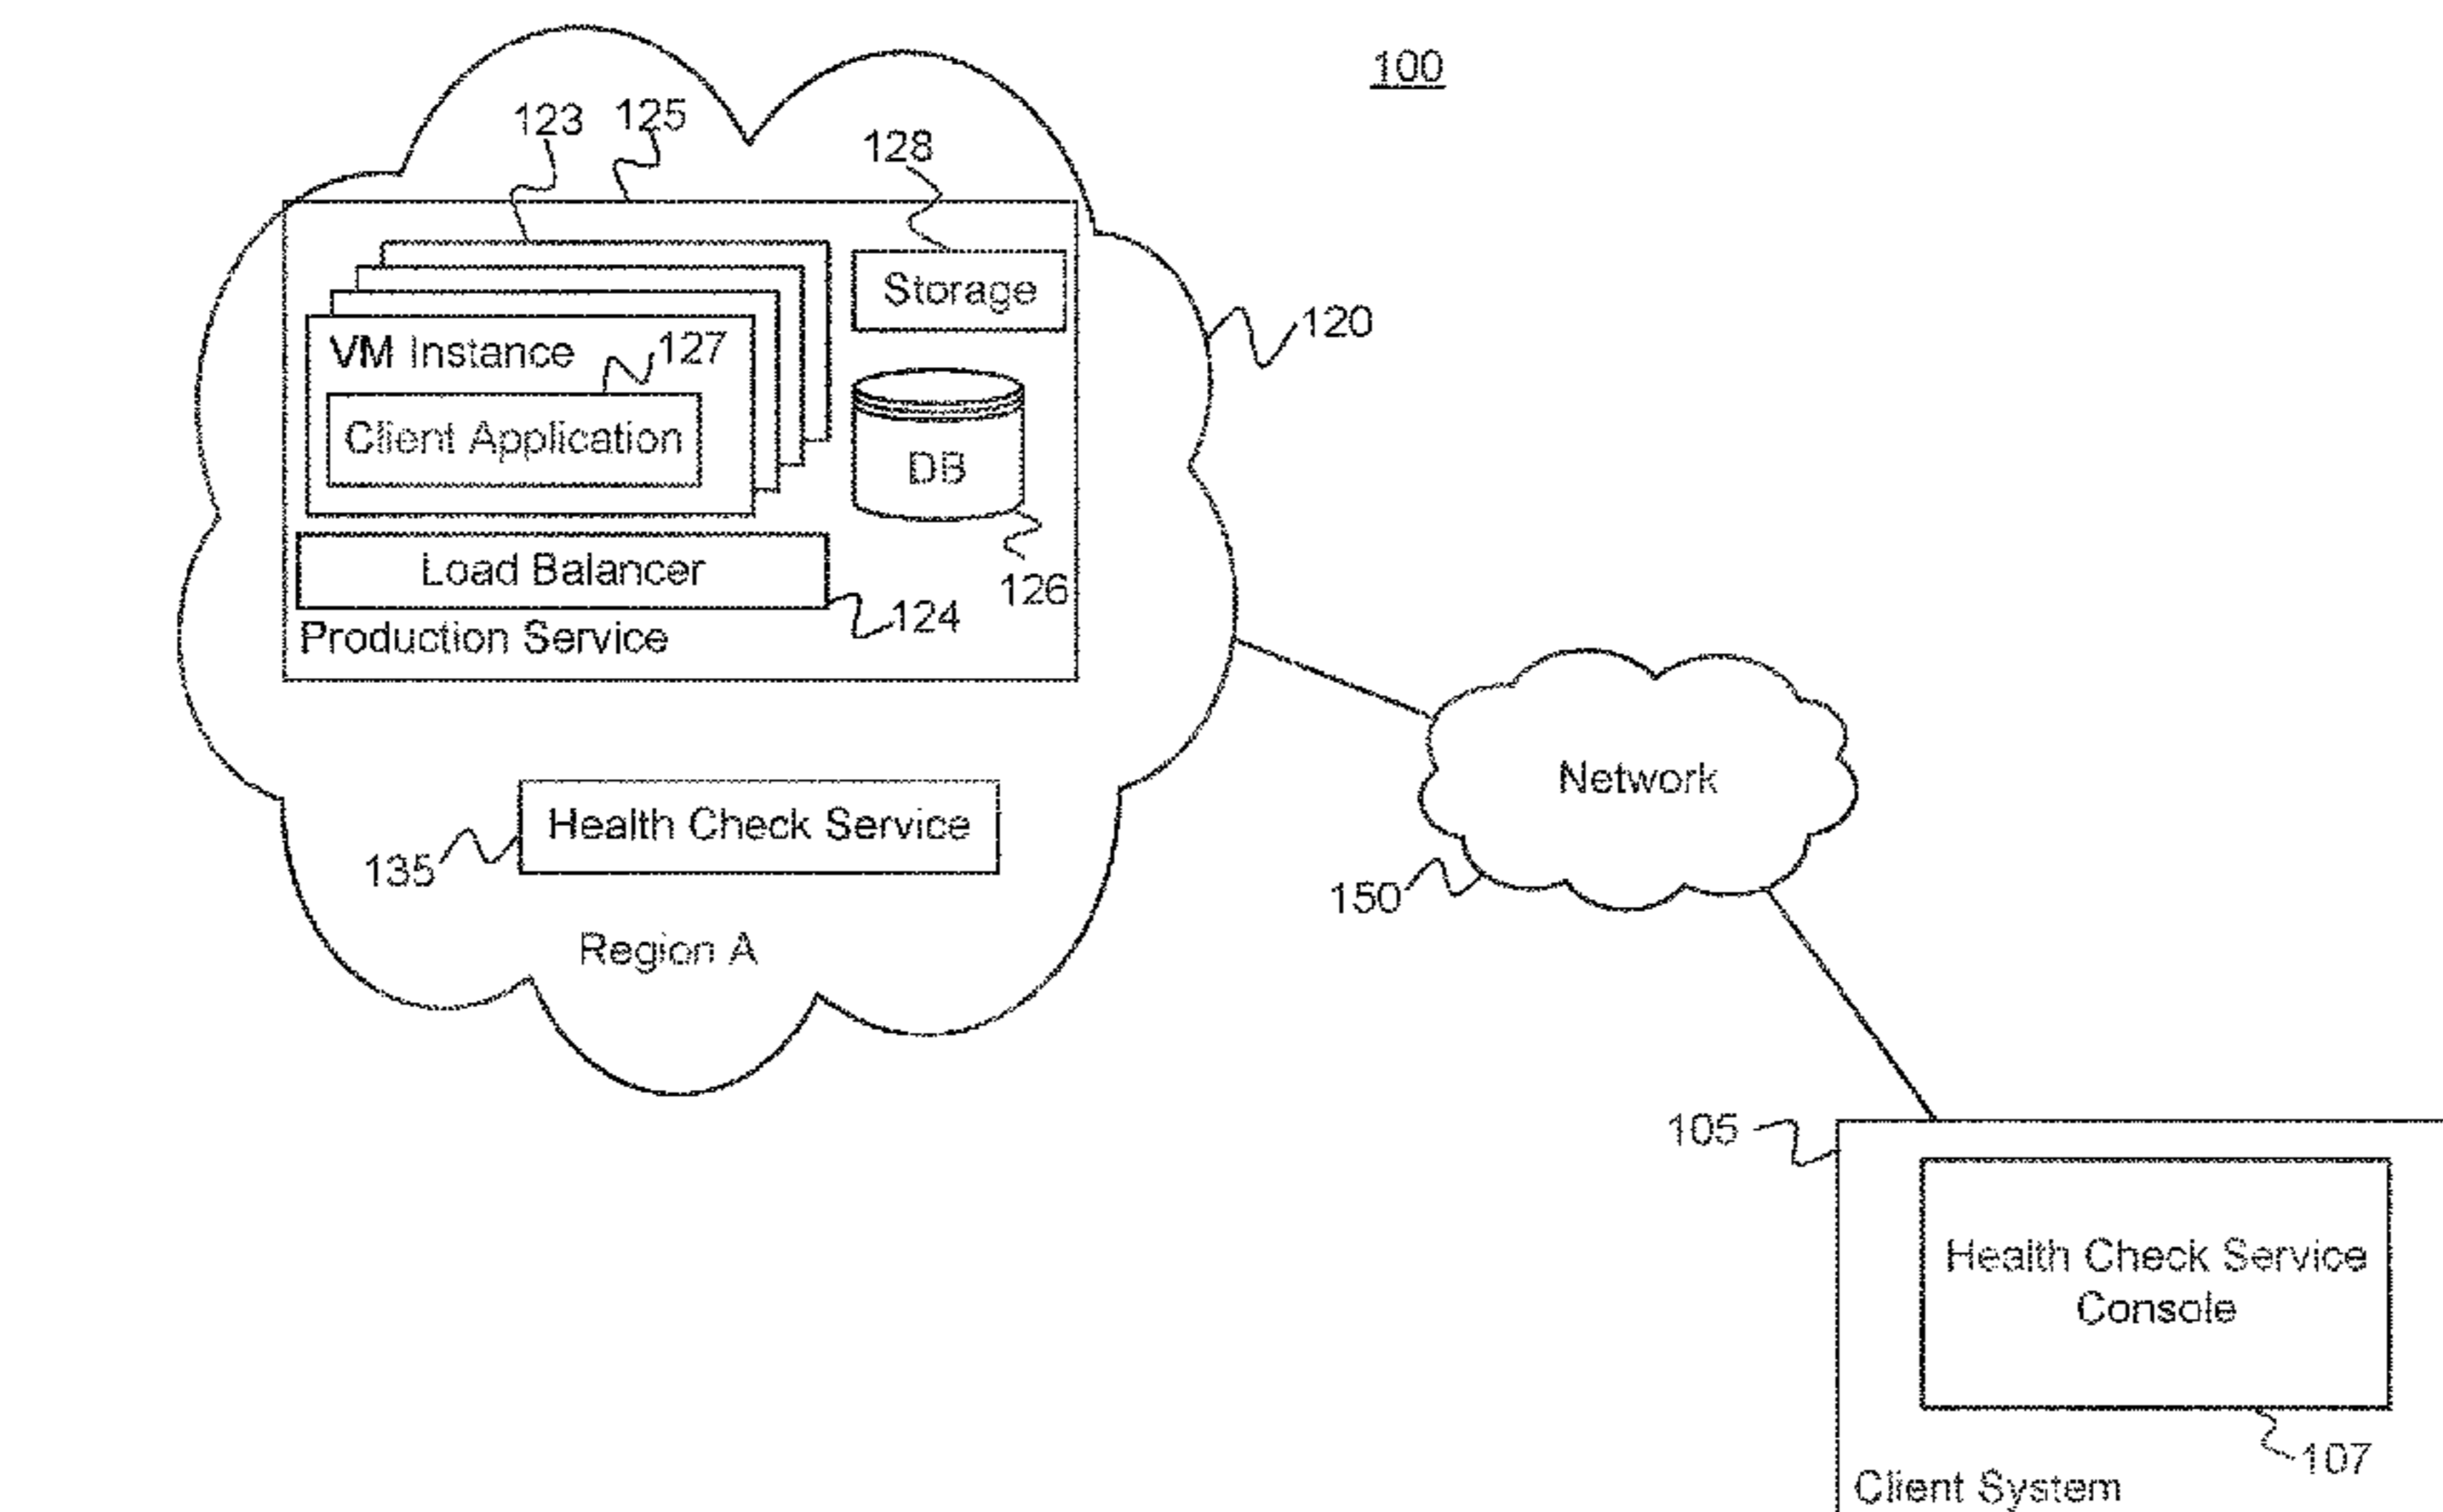 100
123
125
128
Storage
120
VM Instance
127
Client Application
DB
Load Balancer
126
124
Production Service
Network
Health Check Service
135
150
Region A
105
Health Check Service
Console
107
Client System